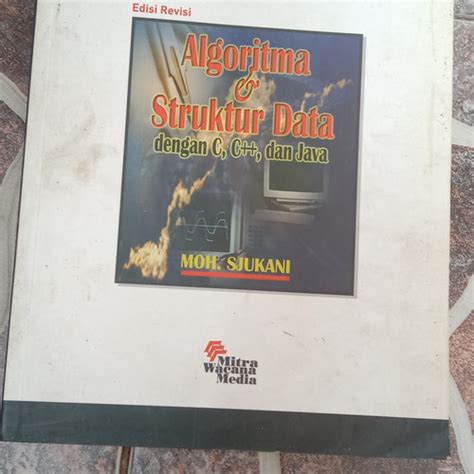 Edisi Revisi
Algoritma
&
Struktur Data
dengan C, C++, dan Java
MOH. SJUKANI
Mitra
Wacana
Media